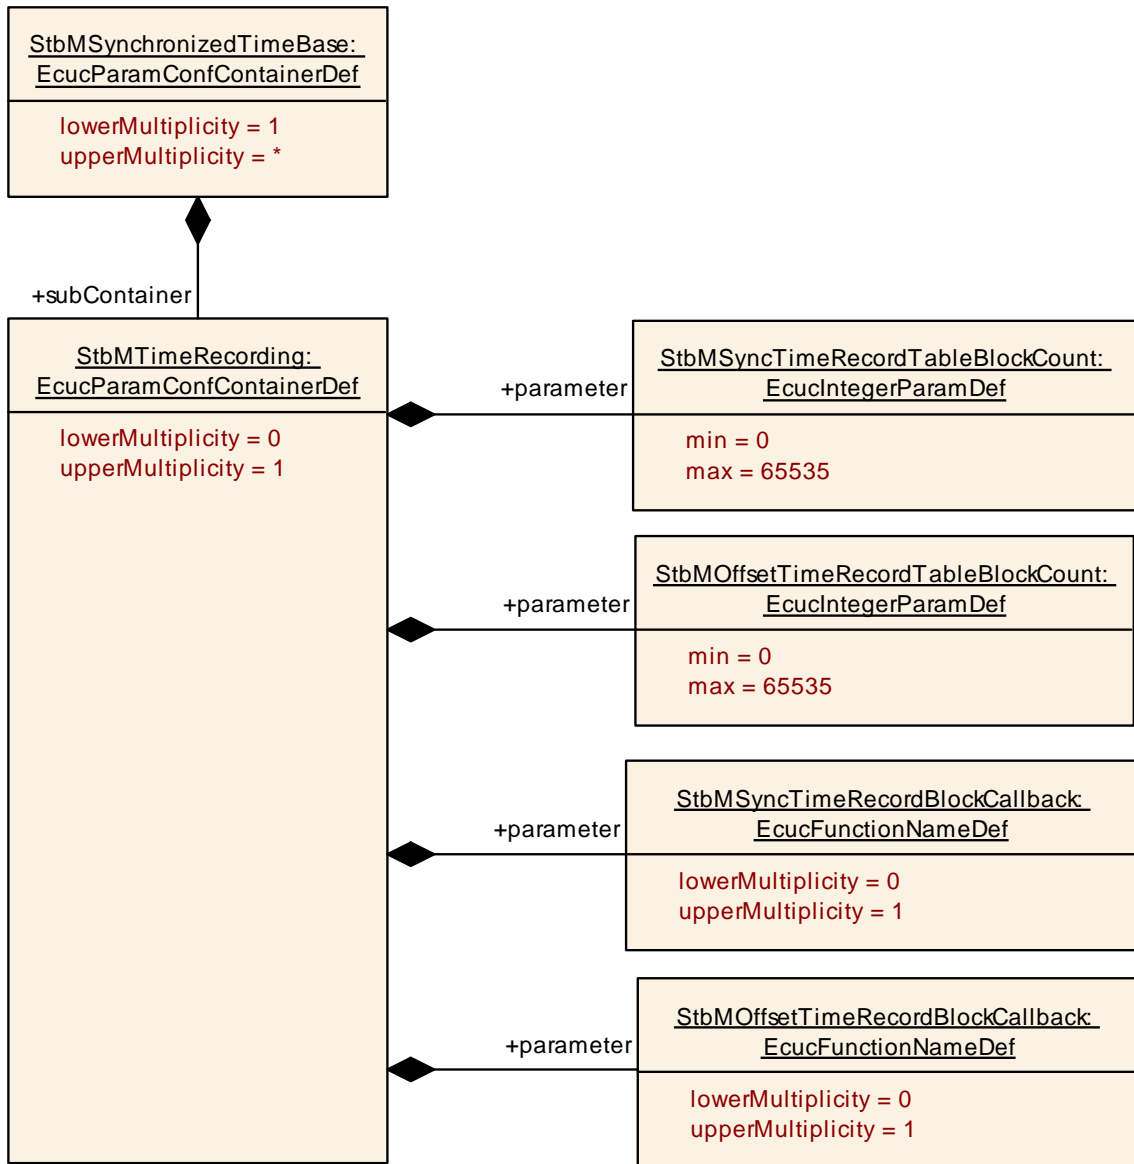 StbMSynchronizedTimeBase:
EcucParamConfContainerDef
lowerMultiplicity = 1
upperMultiplicity = *
+subContainer
StbMTimeRecording:
EcucParamConfContainerDef
lowerMultiplicity = 0
upperMultiplicity = 1
+parameter
StbMSyncTimeRecordTableBlockCount:
EcucIntegerParamDef
min = 0
max = 65535
+parameter
StbMOffsetTimeRecordTableBlockCount:
EcucIntegerParamDef
min = 0
max = 65535
+parameter
StbMSyncTimeRecordBlockCallback:
EcucFunctionNameDef
lowerMultiplicity = 0
upperMultiplicity = 1
+parameter
StbMOffsetTimeRecordBlockCallback:
EcucFunctionNameDef
lowerMultiplicity = 0
upperMultiplicity = 1